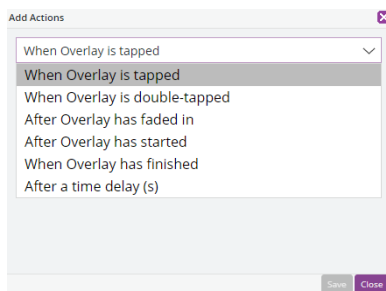 Add Actions
When Overlay is tapped
When Overlay is tapped
When Overlay is double-tapped
After Overlay has faded in
After Overlay has started
When Overlay has finished
After a time delay (s)
Save Close